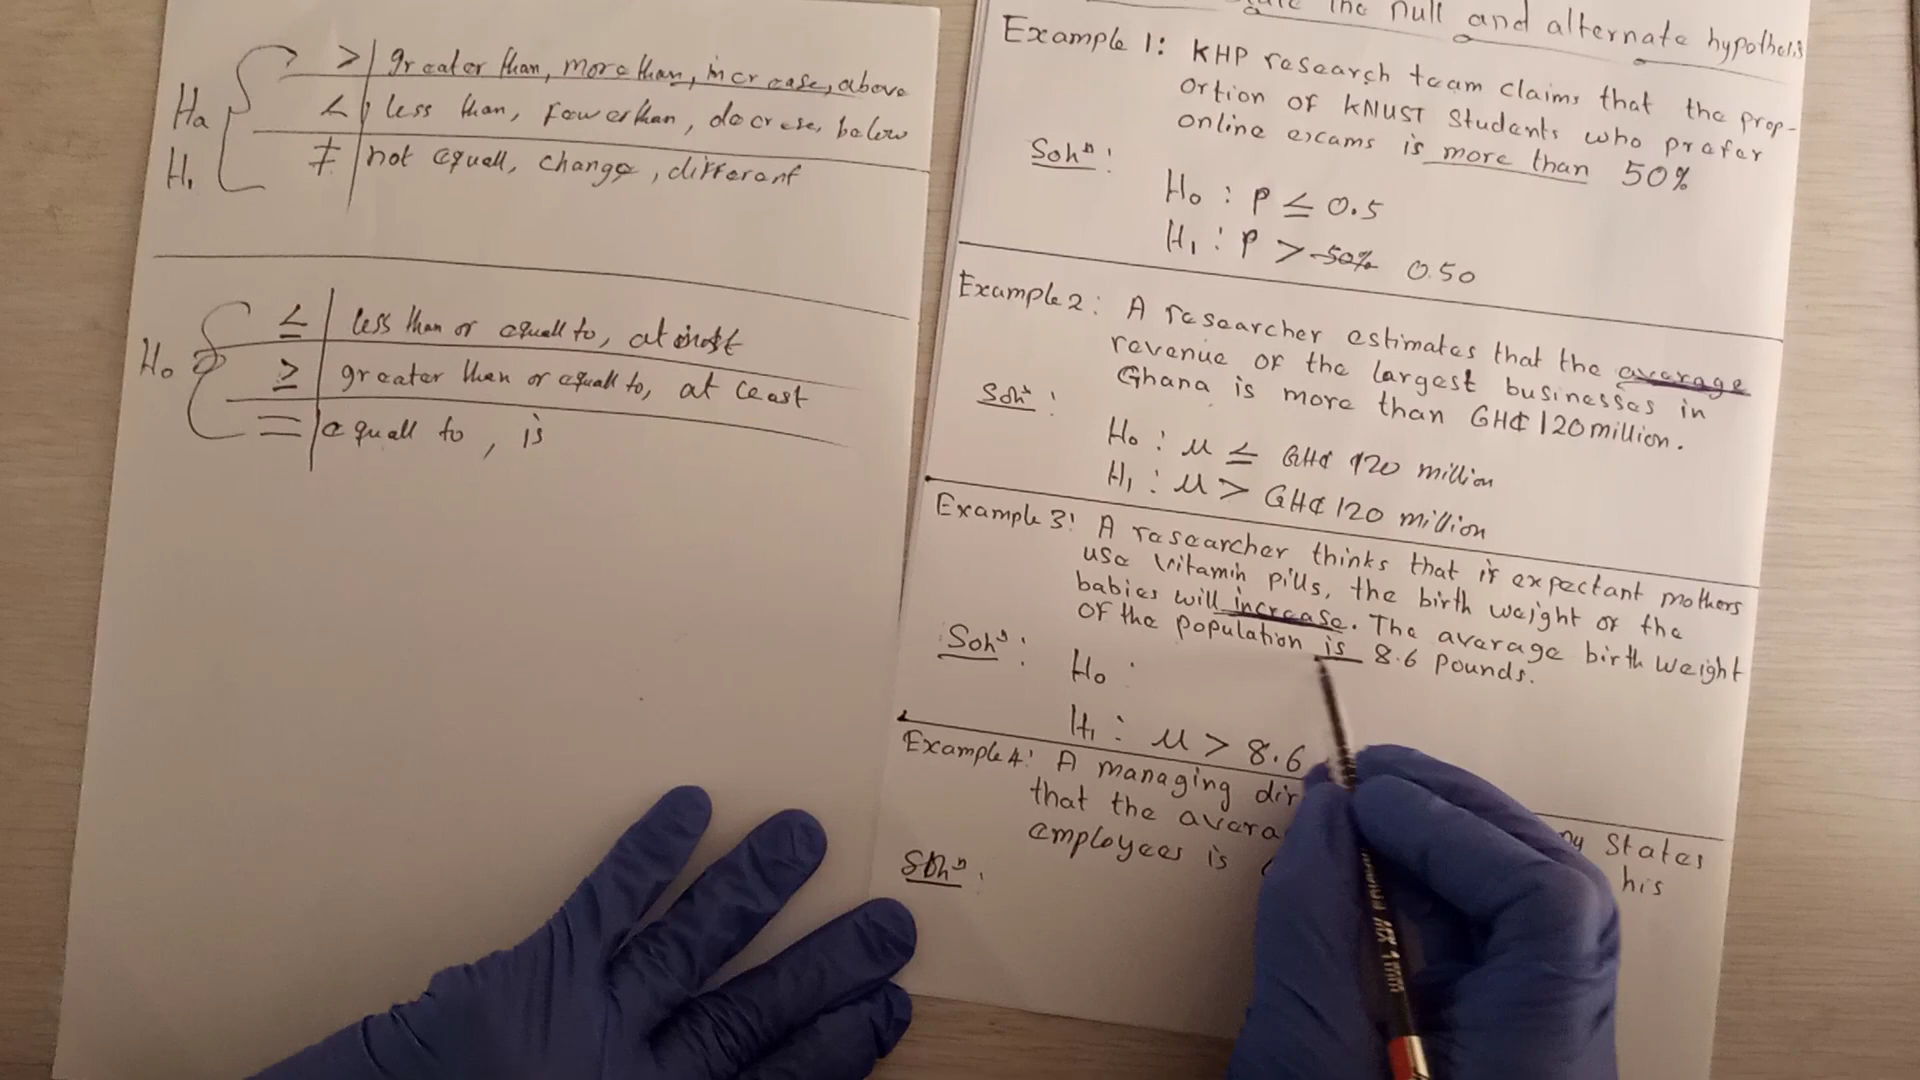 Ha
H₁
> greater than, more than, increase, above
< less than, fewer than, decrese, below
≠ not equall, change, different
Ho
≤ less than or equall to, at most
≥ greater than or equall to, at least
= equall to, is
the null and alternate hypothesis
Example 1: KHP research team claims that the prop-
ortion of KNUST Students who prefer
online exams is more than 50%
Solⁿ:
Ho : P ≤ 0.5
H₁ : P > 50% 0.50
Example 2: A researcher estimates that the average
revenue of the largest businesses in
Ghana is more than GH₵ 120 million.
Solⁿ:
Ho : μ ≤ GH₵ 120 million
H₁ : μ > GH₵ 120 million
Example 3: A researcher thinks that if expectant mothers
use vitamin pills, the birth weight of the
babies will increase. The average birth weight
of the population is 8.6 pounds.
Solⁿ:
Ho :
H₁ : μ > 8.6
Example 4: A managing States
that the his
employees is
Solⁿ: